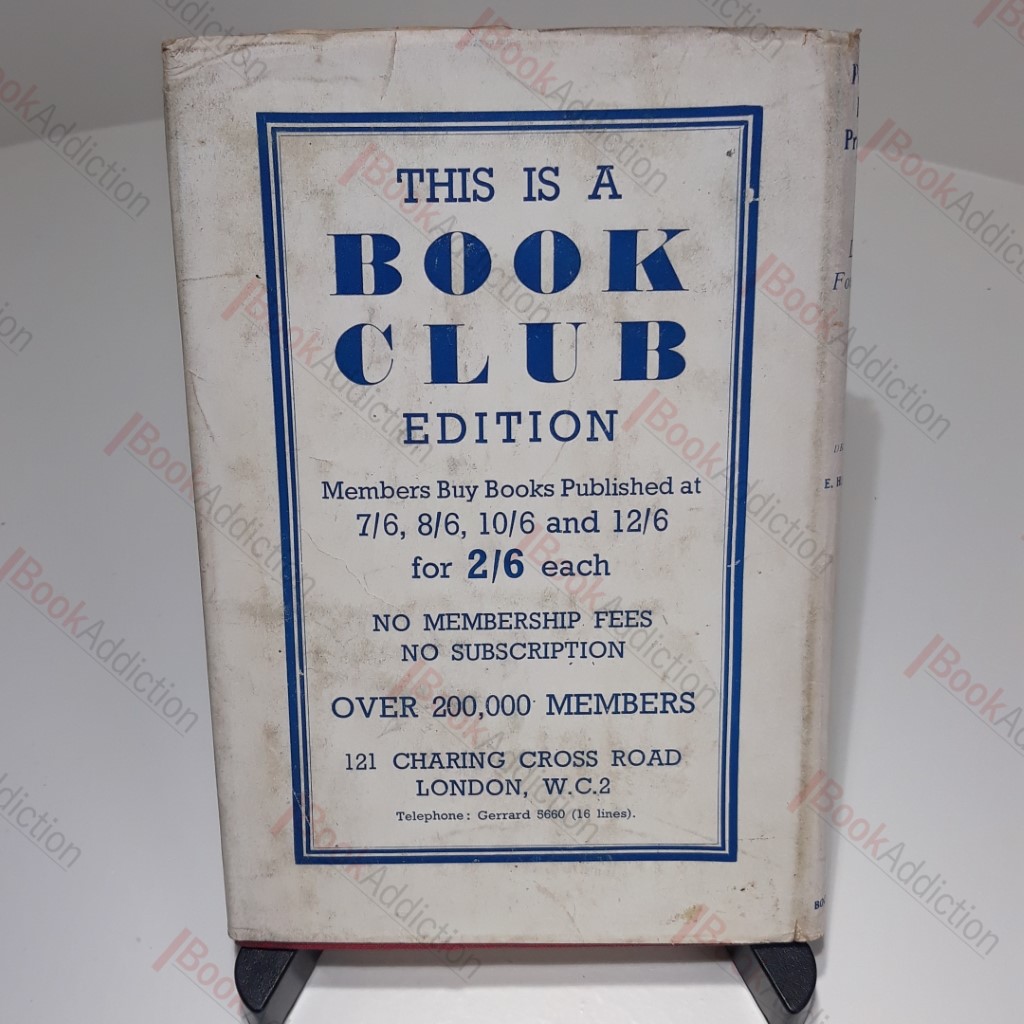 THIS IS A
BOOK
CLUB
EDITION
Members Buy Books Published at
7/6, 8/6, 10/6 and 12/6
for 2/6 each
NO MEMBERSHIP FEES
NO SUBSCRIPTION
OVER 200,000 MEMBERS
121 CHARING CROSS ROAD
LONDON, W.C.2
Telephone: Gerrard 5660 (16 lines).
BookAddiction